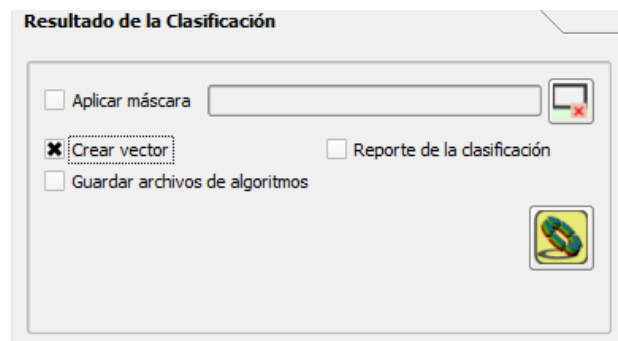 Resultado de la Clasificación
Aplicar máscara
Crear vector Reporte de la clasificación
Guardar archivos de algoritmos